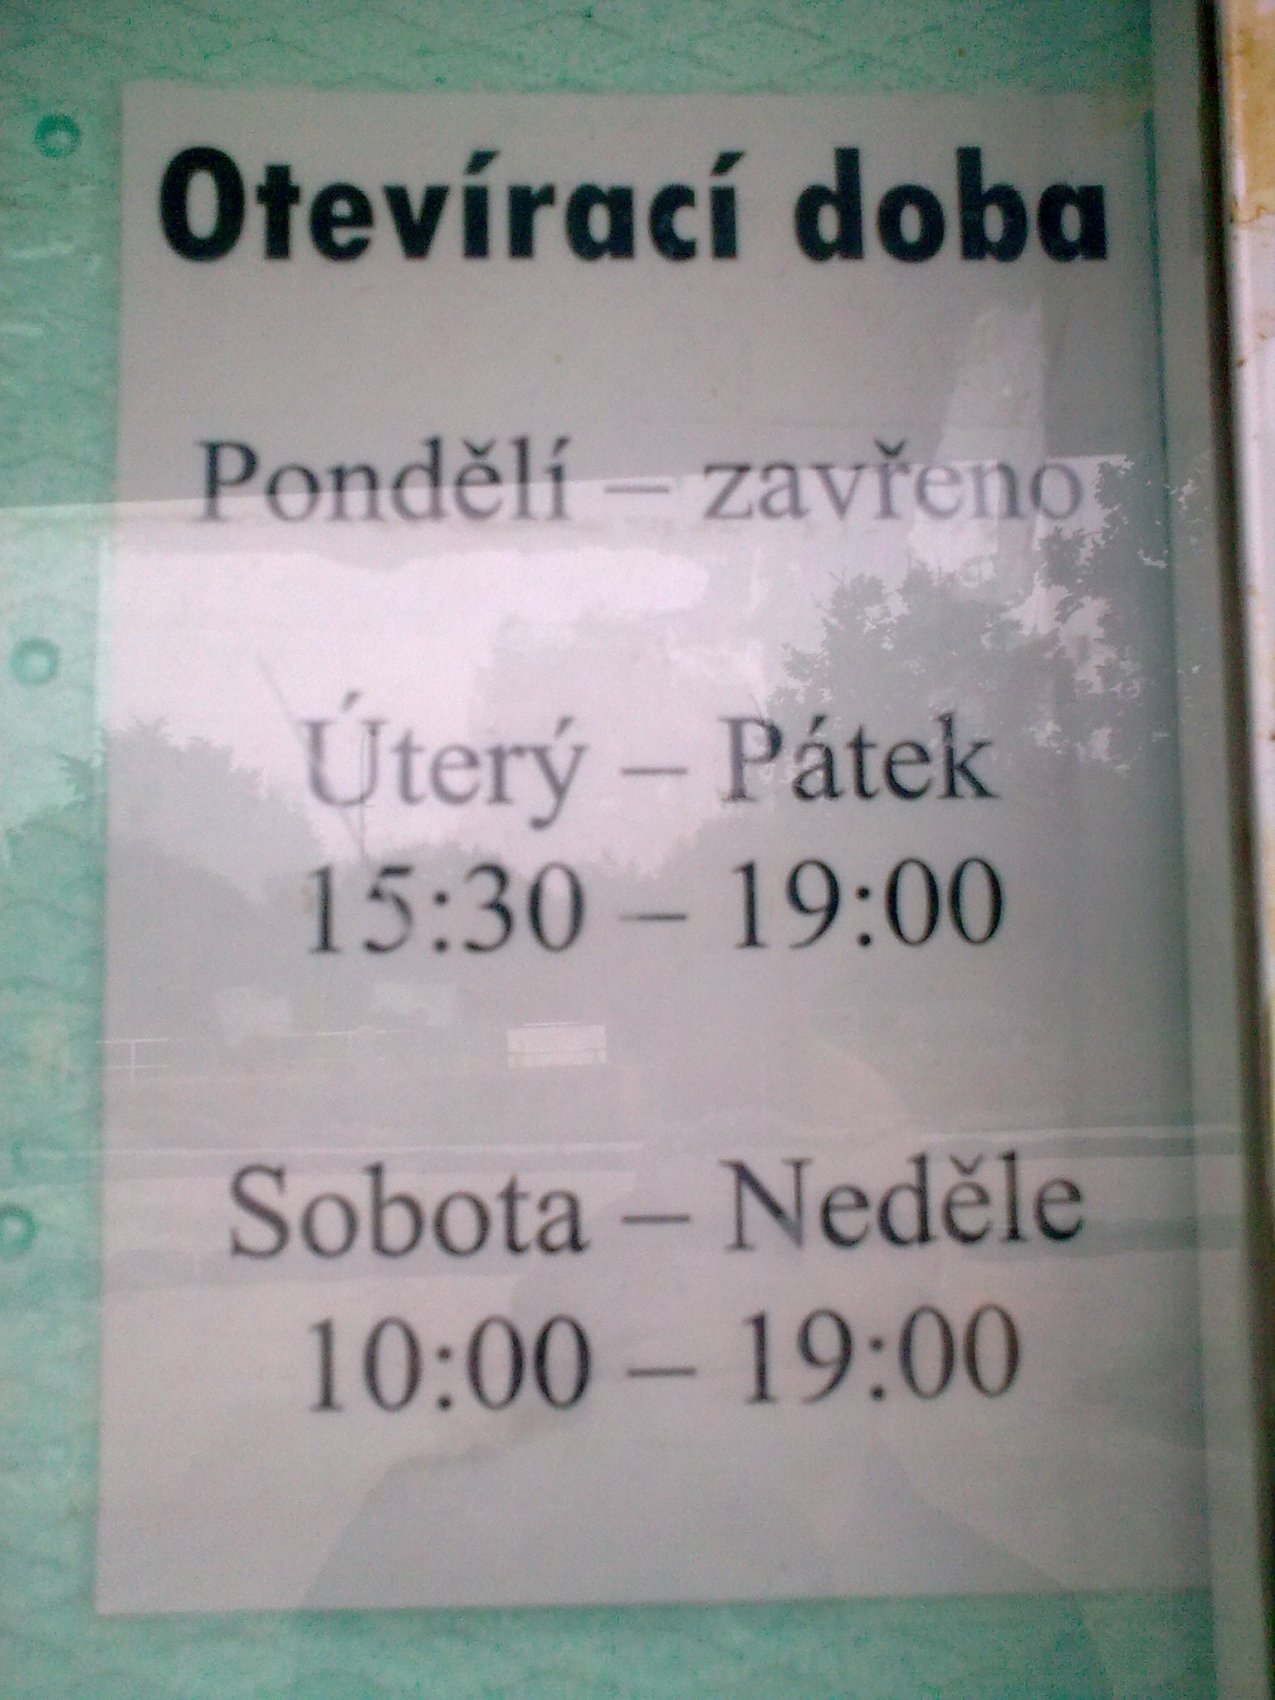 Otevírací doba
Pondělí – zavřeno
Úterý – Pátek
15:30 – 19:00
Sobota – Neděle
10:00 – 19:00